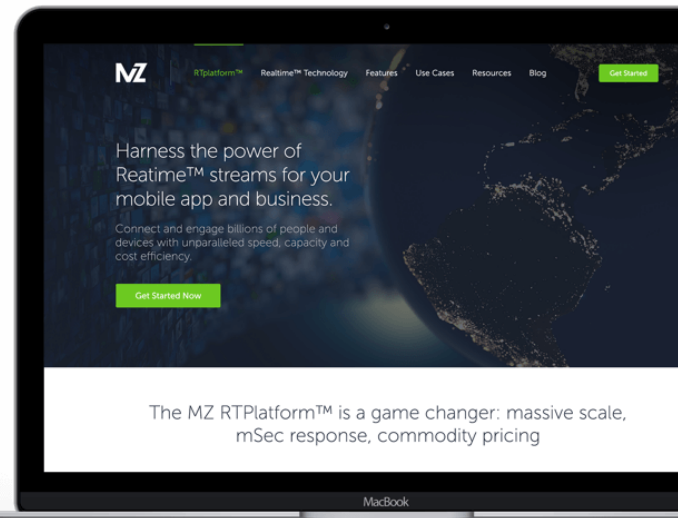 MZ
RTplatform™ Realtime™ Technology Features Use Cases Resources Blog Get Started
Harness the power of
Reatime™ streams for your
mobile app and business.
Connect and engage billions of people and
devices with unparalleled speed, capacity and
cost efficiency.
Get Started Now
The MZ RTPlatform™ is a game changer: massive scale,
mSec response, commodity pricing
MacBook